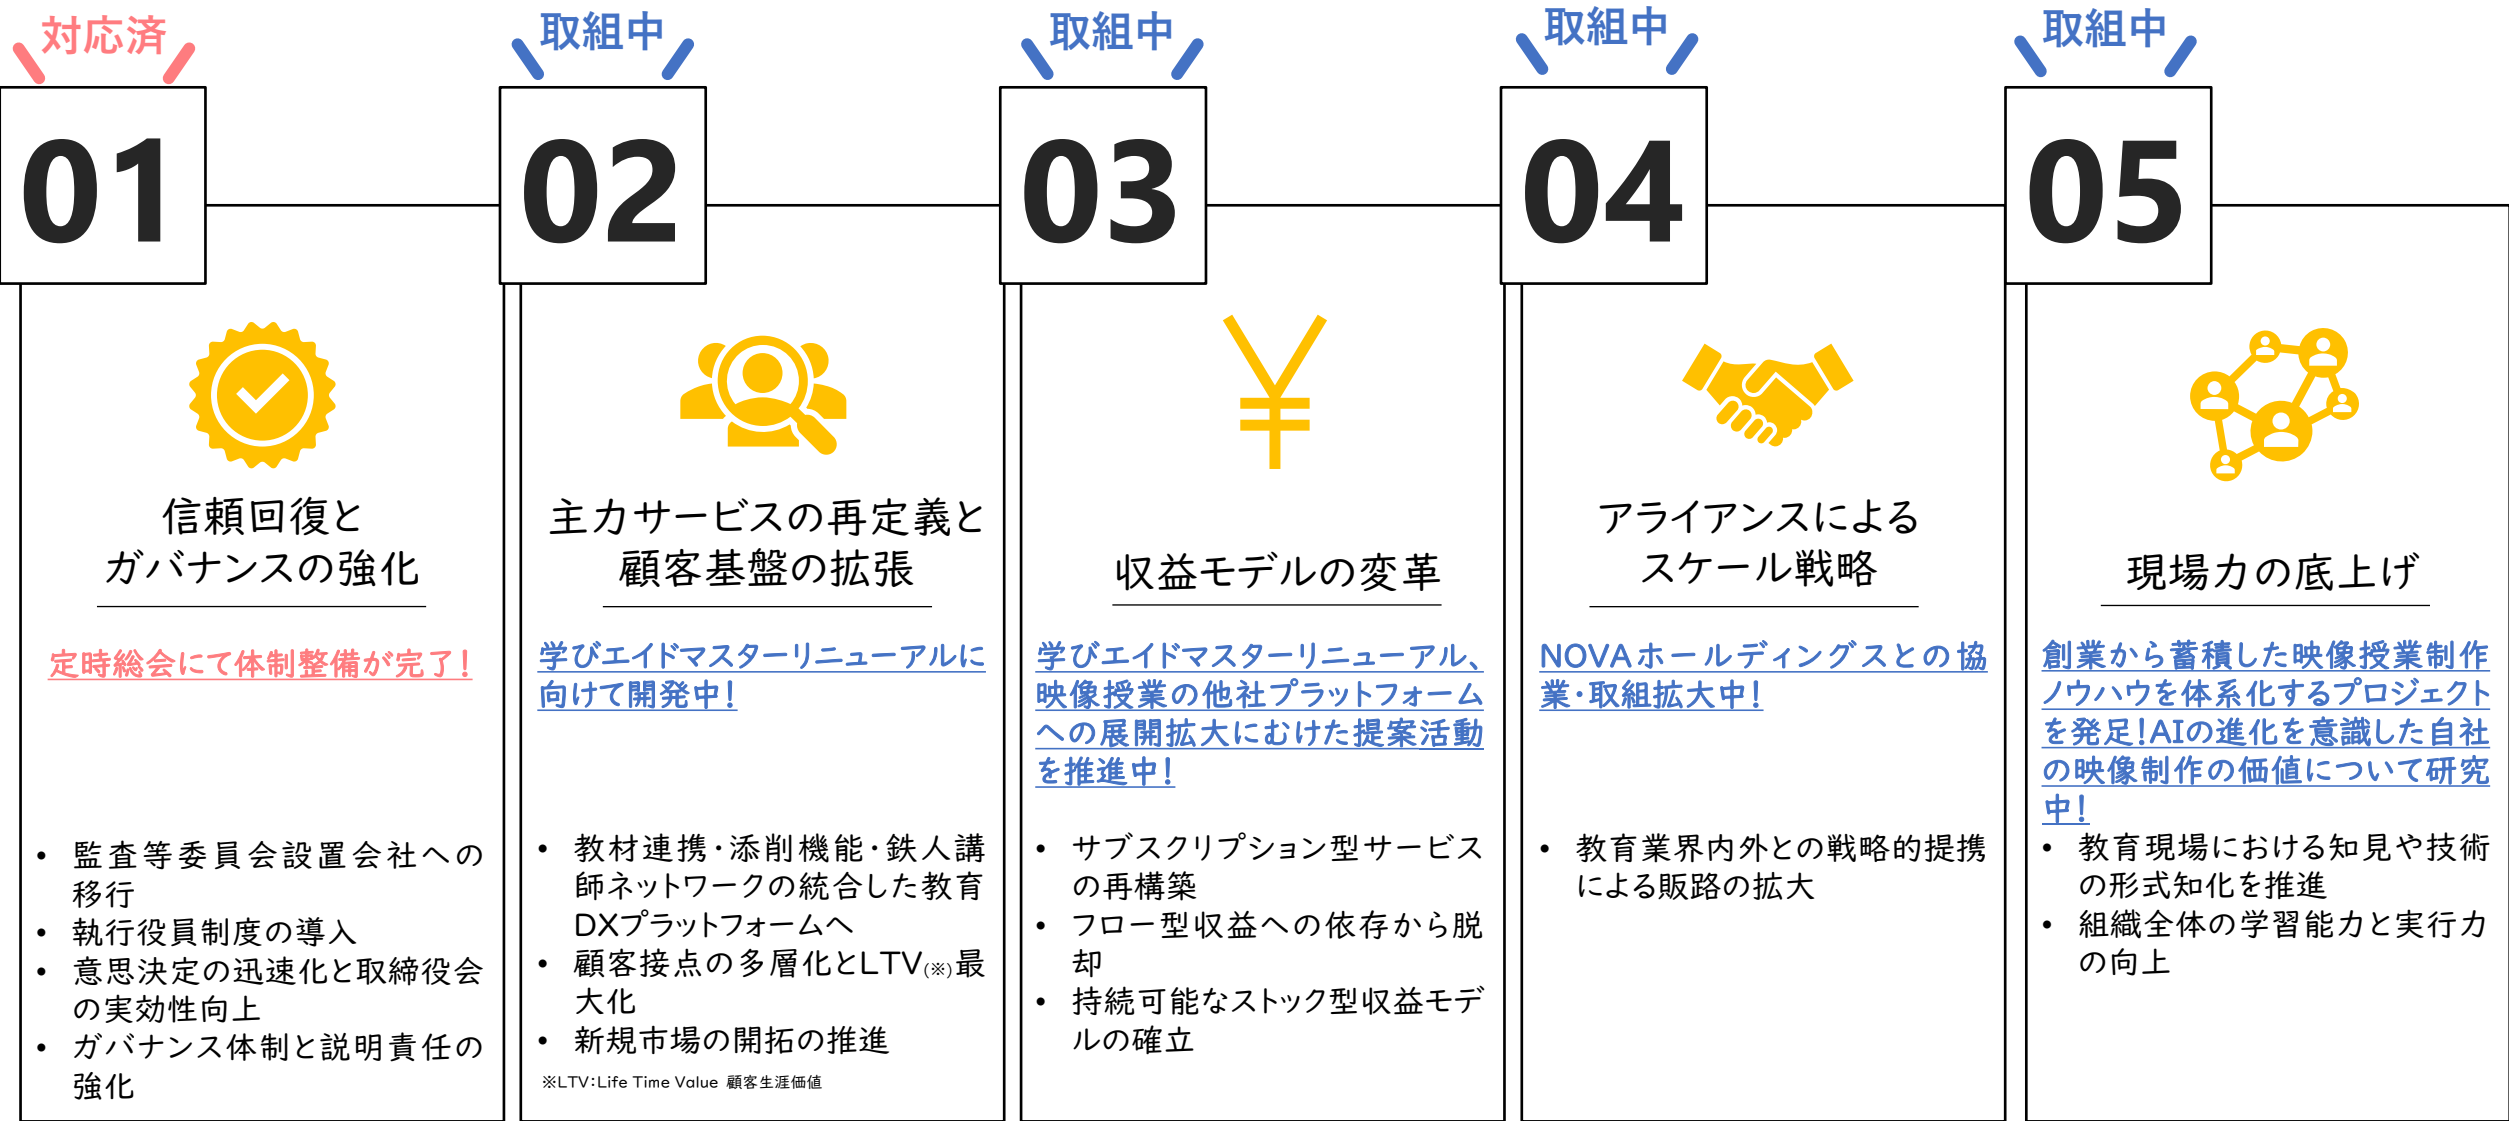 対応済
01
信頼回復と
ガバナンスの強化
定時総会にて体制整備が完了!
• 監査等委員会設置会社への
移行
• 執行役員制度の導入
• 意思決定の迅速化と取締役会
の実効性向上
• ガバナンス体制と説明責任の
強化
取組中
02
主力サービスの再定義と
顧客基盤の拡張
学びエイドマスターリニューアルに
向けて開発中!
• 教材連携・添削機能・鉄人講
師ネットワークの統合した教育
DXプラットフォームへ
• 顧客接点の多層化とLTV(※)最
大化
• 新規市場の開拓の推進
※LTV:Life Time Value 顧客生涯価値
取組中
03
収益モデルの変革
学びエイドマスターリニューアル、
映像授業の他社プラットフォーム
への展開拡大にむけた提案活動
を推進中!
• サブスクリプション型サービス
の再構築
• フロー型収益への依存から脱
却
• 持続可能なストック型収益モデ
ルの確立
取組中
04
アライアンスによる
スケール戦略
NOVAホールディングスとの協
業・取組拡大中!
• 教育業界内外との戦略的提携
による販路の拡大
取組中
05
現場力の底上げ
創業から蓄積した映像授業制作
ノウハウを体系化するプロジェクト
を発足!AIの進化を意識した自社
の映像制作の価値について研究
中!
• 教育現場における知見や技術
の形式知化を推進
• 組織全体の学習能力と実行力
の向上